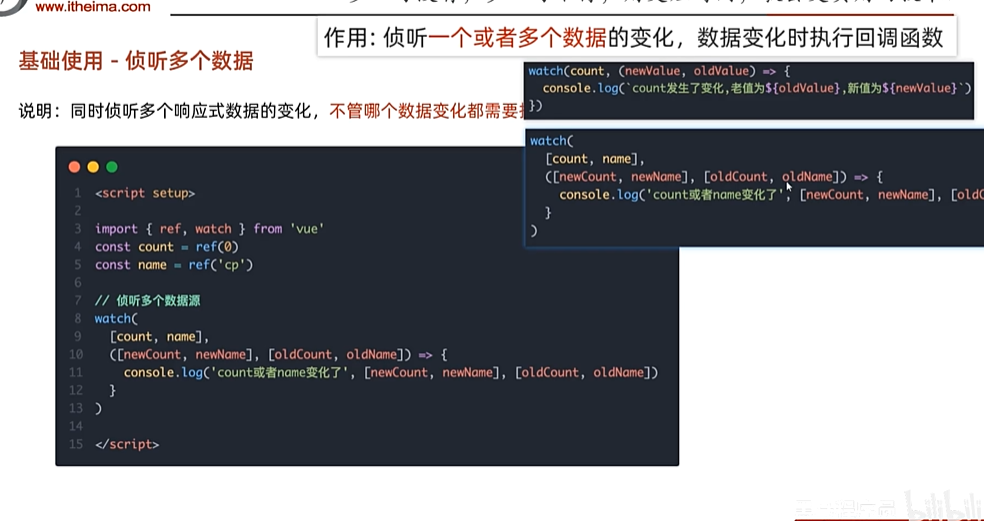 www.itheima.com
作用: 侦听一个或者多个数据的变化，数据变化时执行回调函数
基础使用 - 侦听多个数据
说明：同时侦听多个响应式数据的变化，不管哪个数据变化都需要
watch(count, (newValue, oldValue) => {
console.log(`count发生了变化,老值为${oldValue},新值为${newValue}`)
})
watch(
[count, name],
([newCount, newName], [oldCount, oldName]) => {
console.log('count或者name变化了', [newCount, newName], [oldC
}
)
1 <script setup>
2
3 import { ref, watch } from 'vue'
4 const count = ref(0)
5 const name = ref('cp')
6
7 // 侦听多个数据源
8 watch(
9 [count, name],
10 ([newCount, newName], [oldCount, oldName]) => {
11 console.log('count或者name变化了', [newCount, newName], [oldCount, oldName])
12 }
13 )
14
15 </script>
bilibili